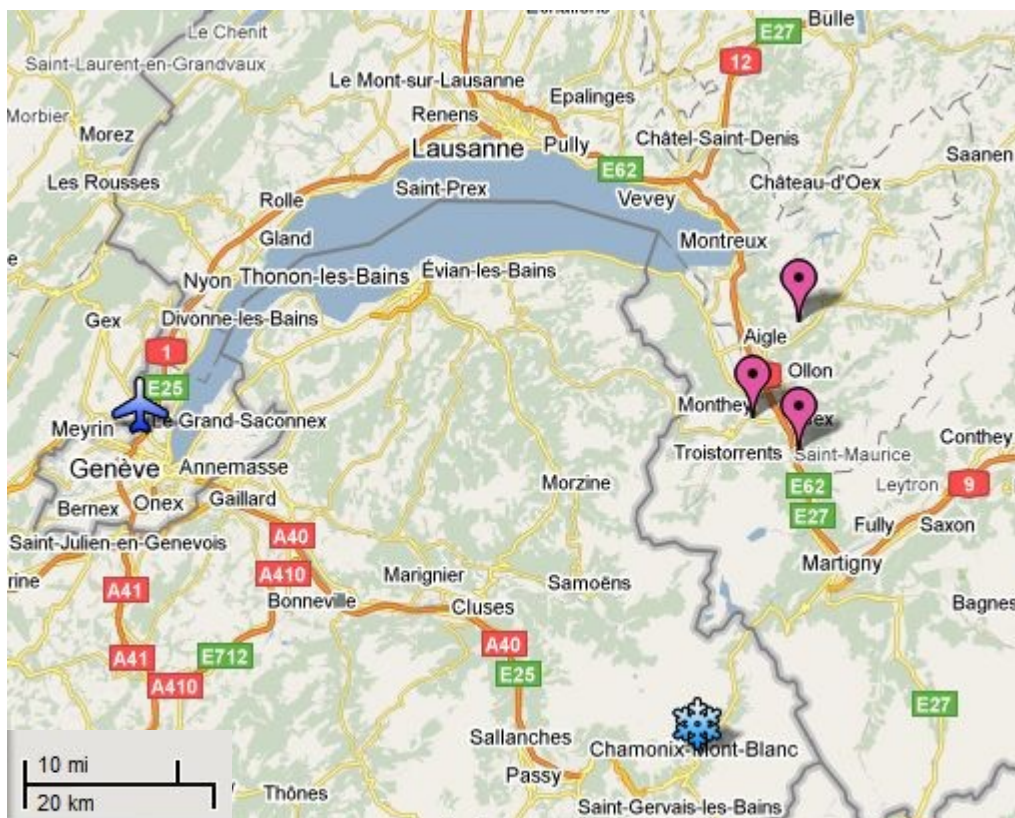 Echallens
Bulle
Le Chenit
E27
Saint-Laurent-en-Grandvaux
12
Le Mont-sur-Lausanne
Epalinges
Morbier
Renens
Morez
Lausanne
Pully
Châtel-Saint-Denis
Saanen
E62
Les Rousses
Saint-Prex
Château-d'Oex
Rolle
Vevey
Gland
Montreux
Nyon
Thonon-les-Bains
Évian-les-Bains
Gex
Divonne-les-Bains
Aigle
1
Ollon
E25
Monthey
Le Grand-Saconnex
Meyrin
Conthey
Troistorrents
Saint-Maurice
Genève
Annemasse
Morzine
Leytron
9
E62
Bernex
Onex
Gaillard
E27
Fully
Saxon
Saint-Julien-en-Genevois
A40
Martigny
A410
Marignier
Samoëns
A41
Bonneville
Cluses
Bagnes
A40
E712
A41
E25
A410
E27
Sallanches
Chamonix-Mont-Blanc
10 mi
Passy
20 km
Thônes
Saint-Gervais-les-Bains